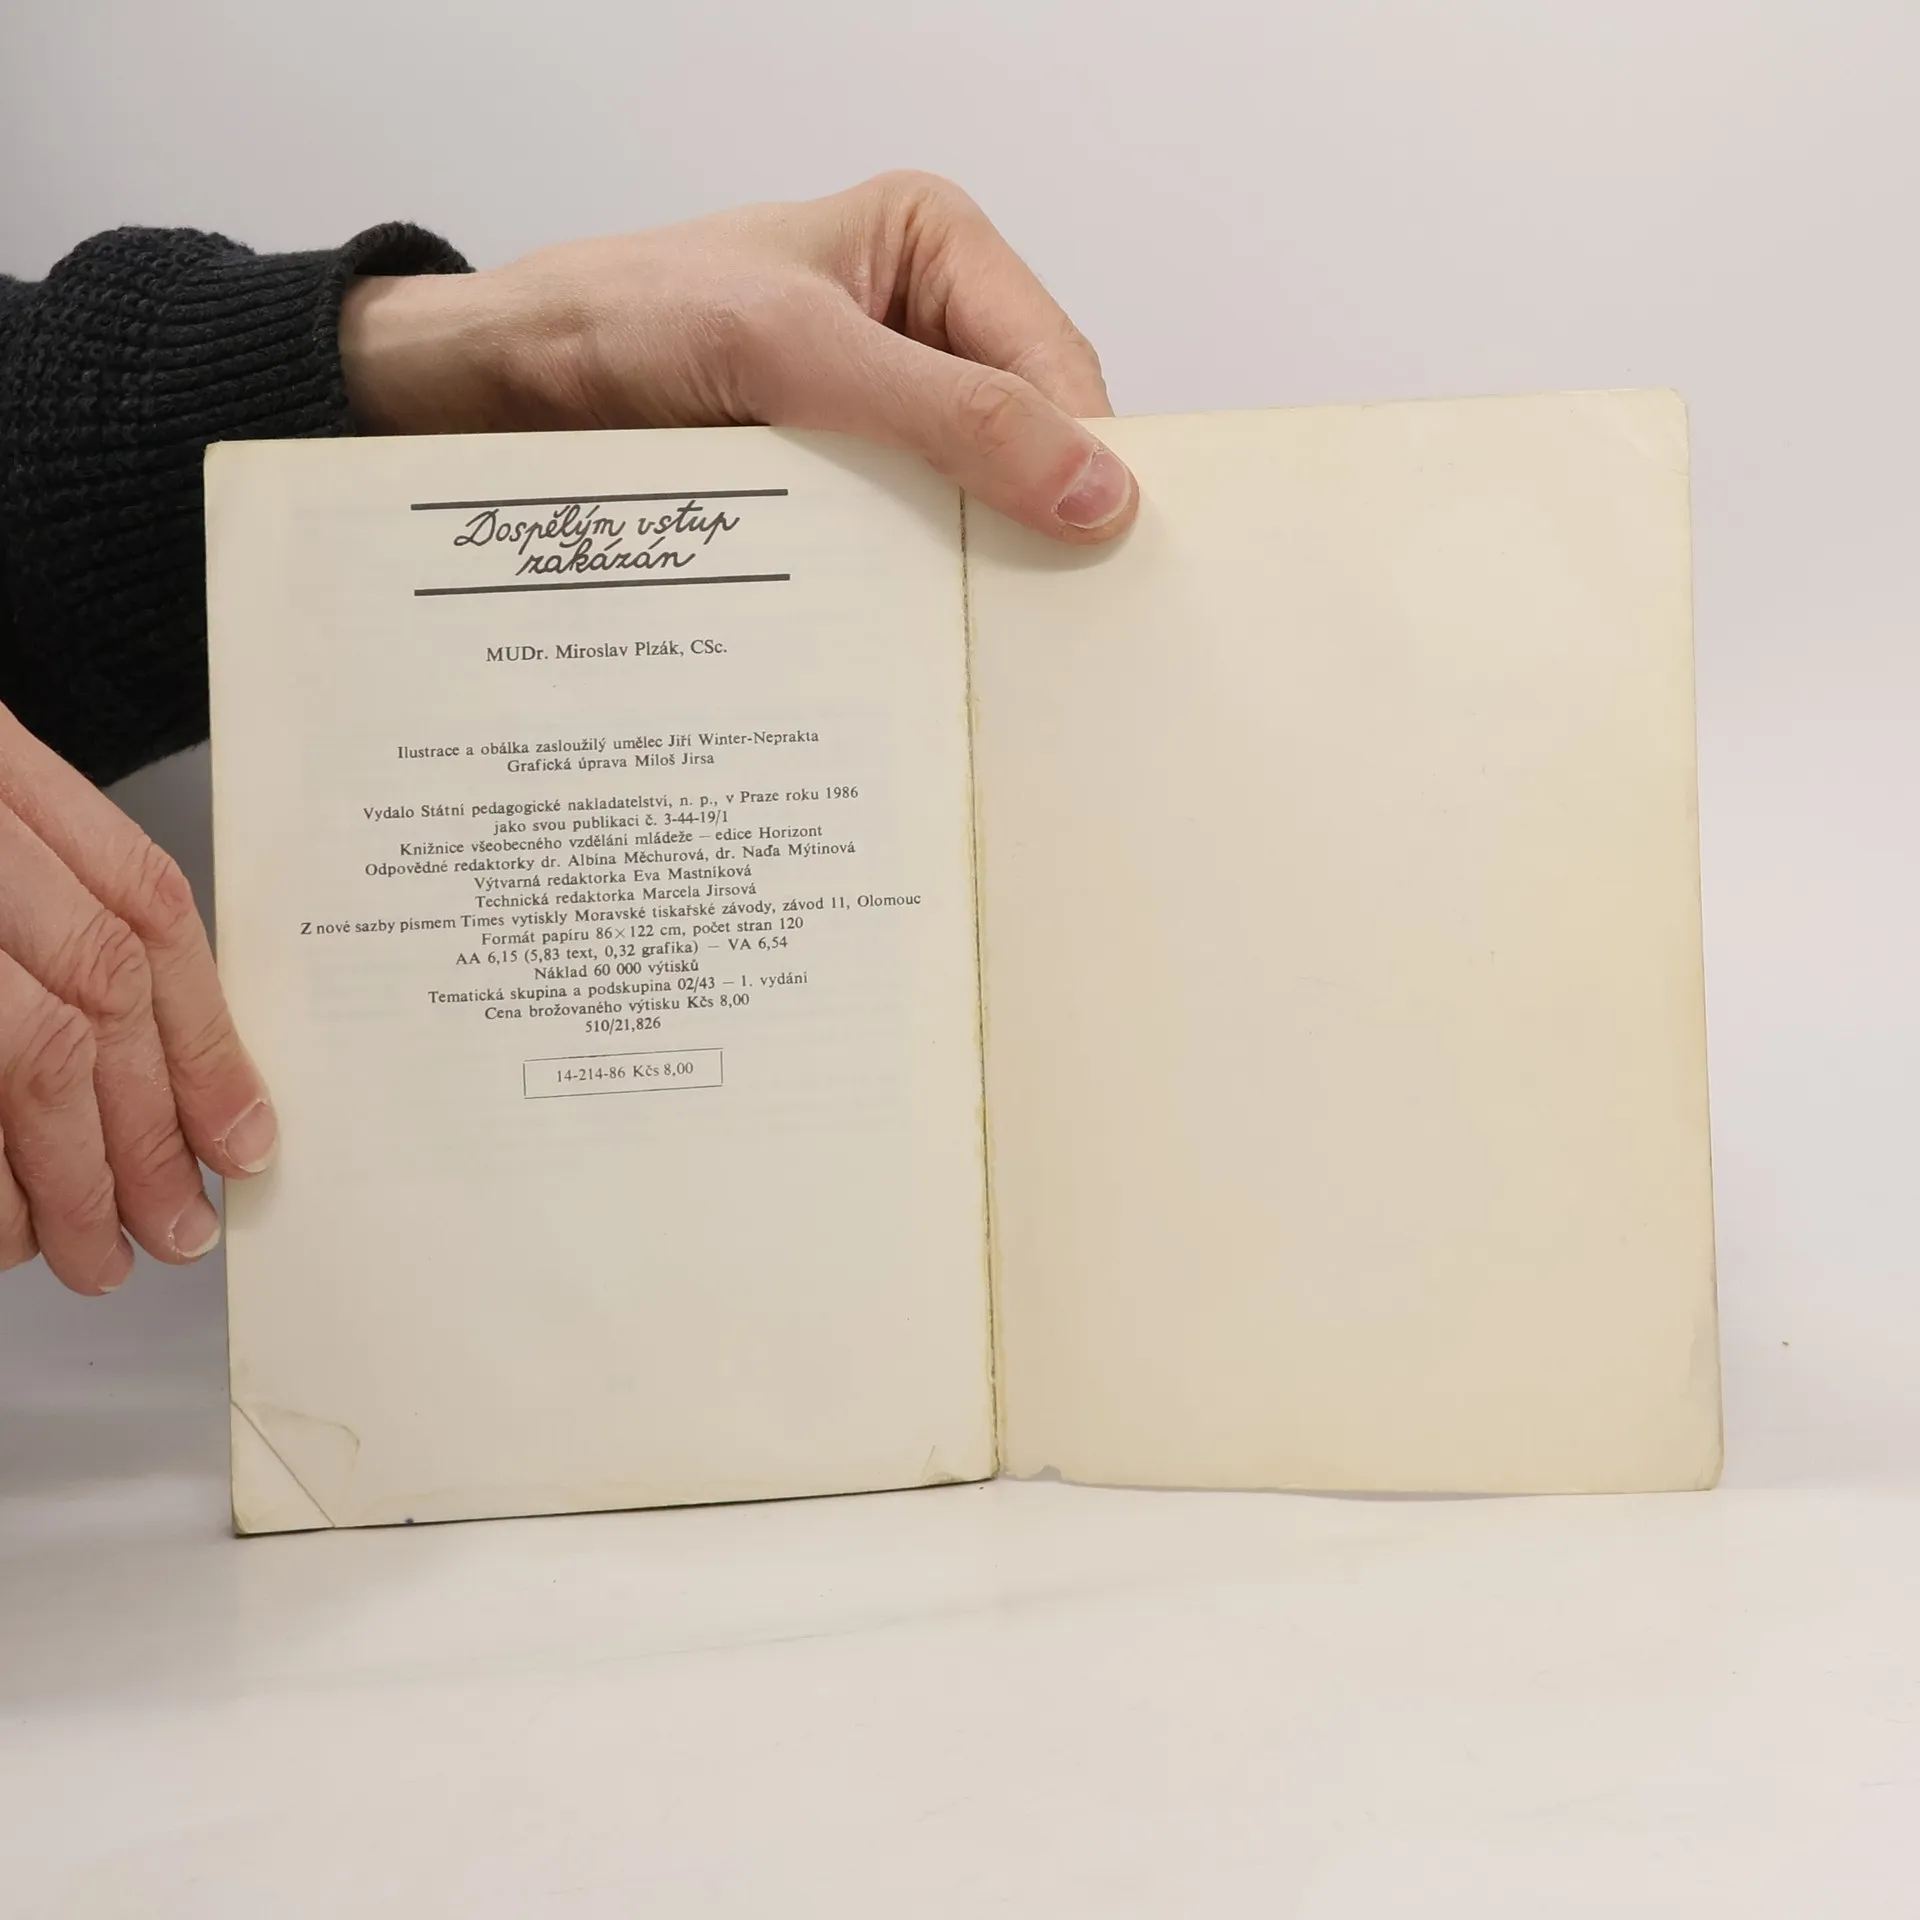 Dospělým vstup
zakázán
MUDr. Miroslav Plzák, CSc.
Ilustrace a obálka zasloužilý umělec Jiří Winter-Neprakta
Grafická úprava Miloš Jirsa
Vydalo Státní pedagogické nakladatelství, n. p., v Praze roku 1986
jako svou publikaci č. 3-44-19/1
Knižnice všeobecného vzdělání mládeže – edice Horizont
Odpovědné redaktorky dr. Albína Měchurová, dr. Naďa Mýtinová
Výtvarná redaktorka Eva Mastníková
Technická redaktorka Marcela Jirsová
Z nové sazby písmem Times vytiskly Moravské tiskařské závody, závod 11, Olomouc
Formát papíru 86×122 cm, počet stran 120
AA 6,15 (5,83 text, 0,32 grafika) – VA 6,54
Náklad 60 000 výtisků
Tematická skupina a podskupina 02/43 – 1. vydání
Cena brožovaného výtisku Kčs 8,00
510/21,826
14-214-86 Kčs 8,00